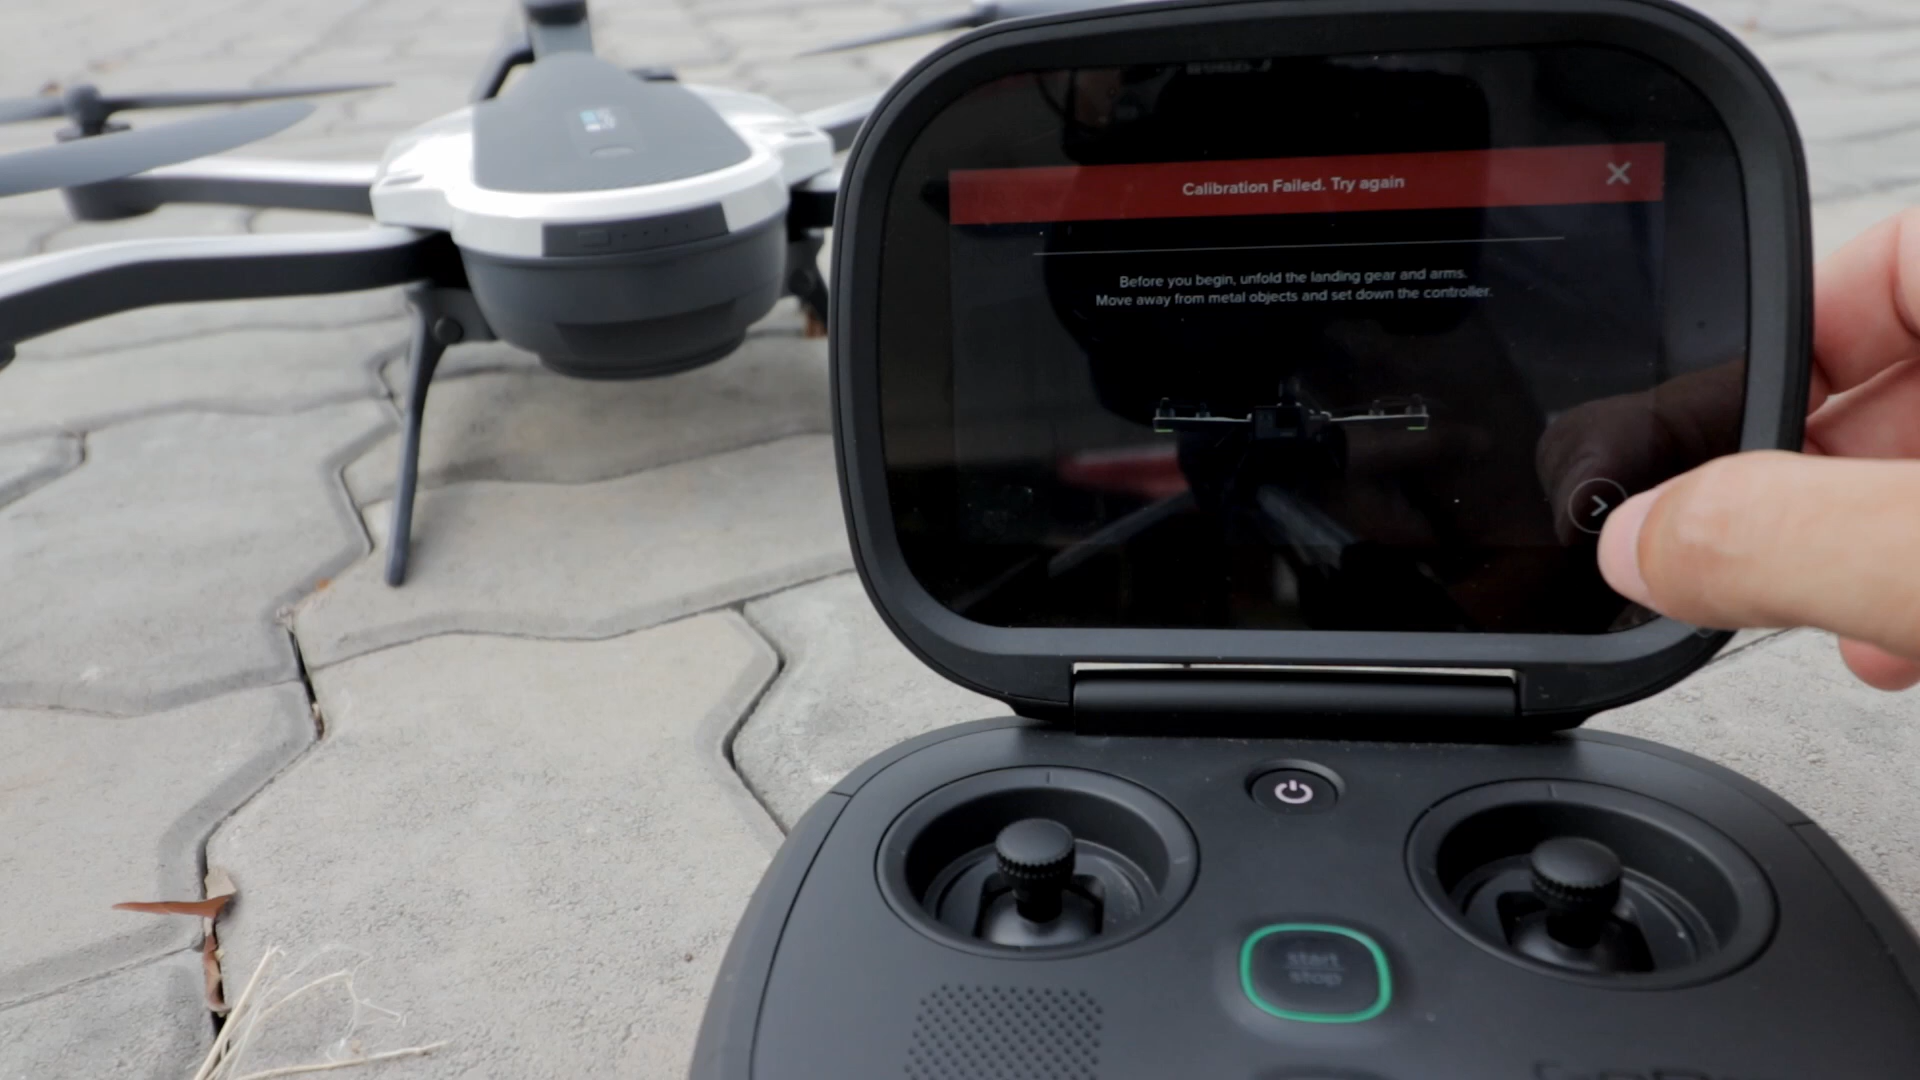 Calibration Failed. Try again
Before you begin, unfold the landing gear and arms.
Move away from metal objects and set down the controller.
start
stop